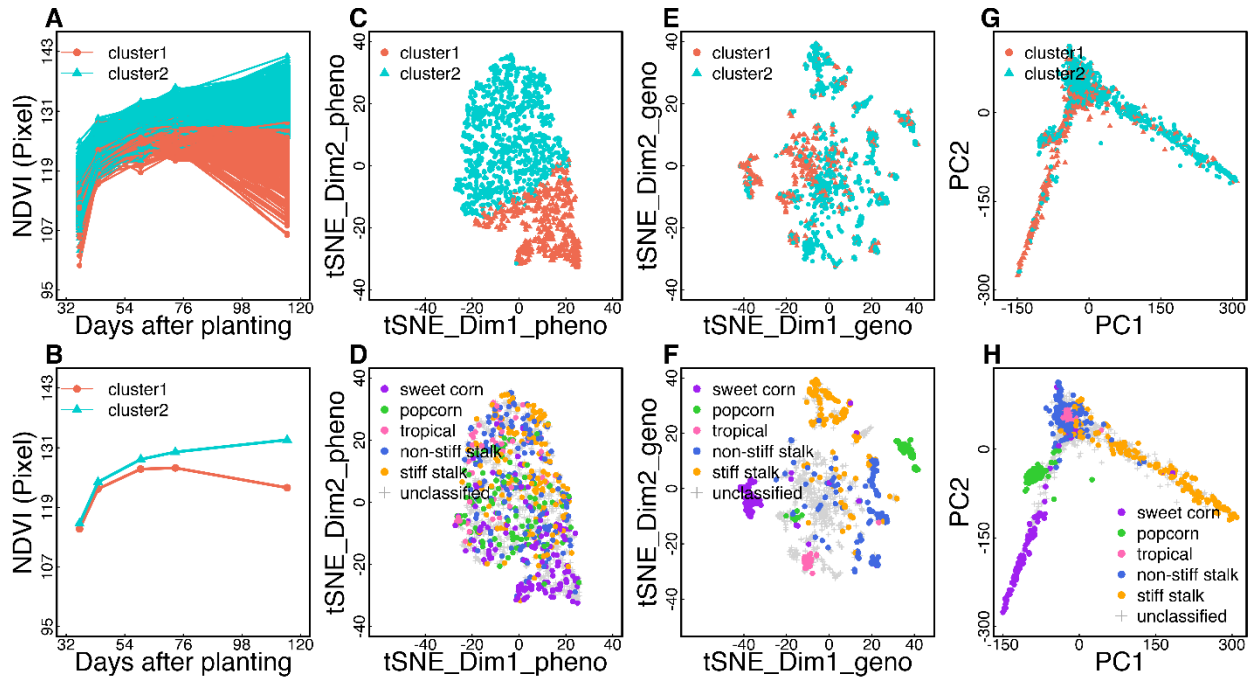 A
NDVI (Pixel)
143
131
119
107
95
cluster1
cluster2
32 54 76 98 120
Days after planting
C
tSNE_Dim2_pheno
40
20
0
-20
-40
cluster1
cluster2
-40 -20 0 20 40
tSNE_Dim1_pheno
E
tSNE_Dim2_geno
40
20
0
-20
-40
cluster1
cluster2
-40 -20 0 20 40
tSNE_Dim1_geno
G
PC2
0
-150
-300
cluster1
cluster2
-150 0 150 300
PC1
B
NDVI (Pixel)
143
131
119
107
95
cluster1
cluster2
32 54 76 98 120
Days after planting
D
tSNE_Dim2_pheno
40
20
0
-20
-40
sweet corn
popcorn
tropical
non-stiff stalk
stiff stalk
unclassified
-40 -20 0 20 40
tSNE_Dim1_pheno
F
tSNE_Dim2_geno
40
20
0
-20
-40
sweet corn
popcorn
tropical
non-stiff stalk
stiff stalk
unclassified
-40 -20 0 20 40
tSNE_Dim1_geno
H
PC2
0
-150
-300
sweet corn
popcorn
tropical
non-stiff stalk
stiff stalk
unclassified
-150 0 150 300
PC1